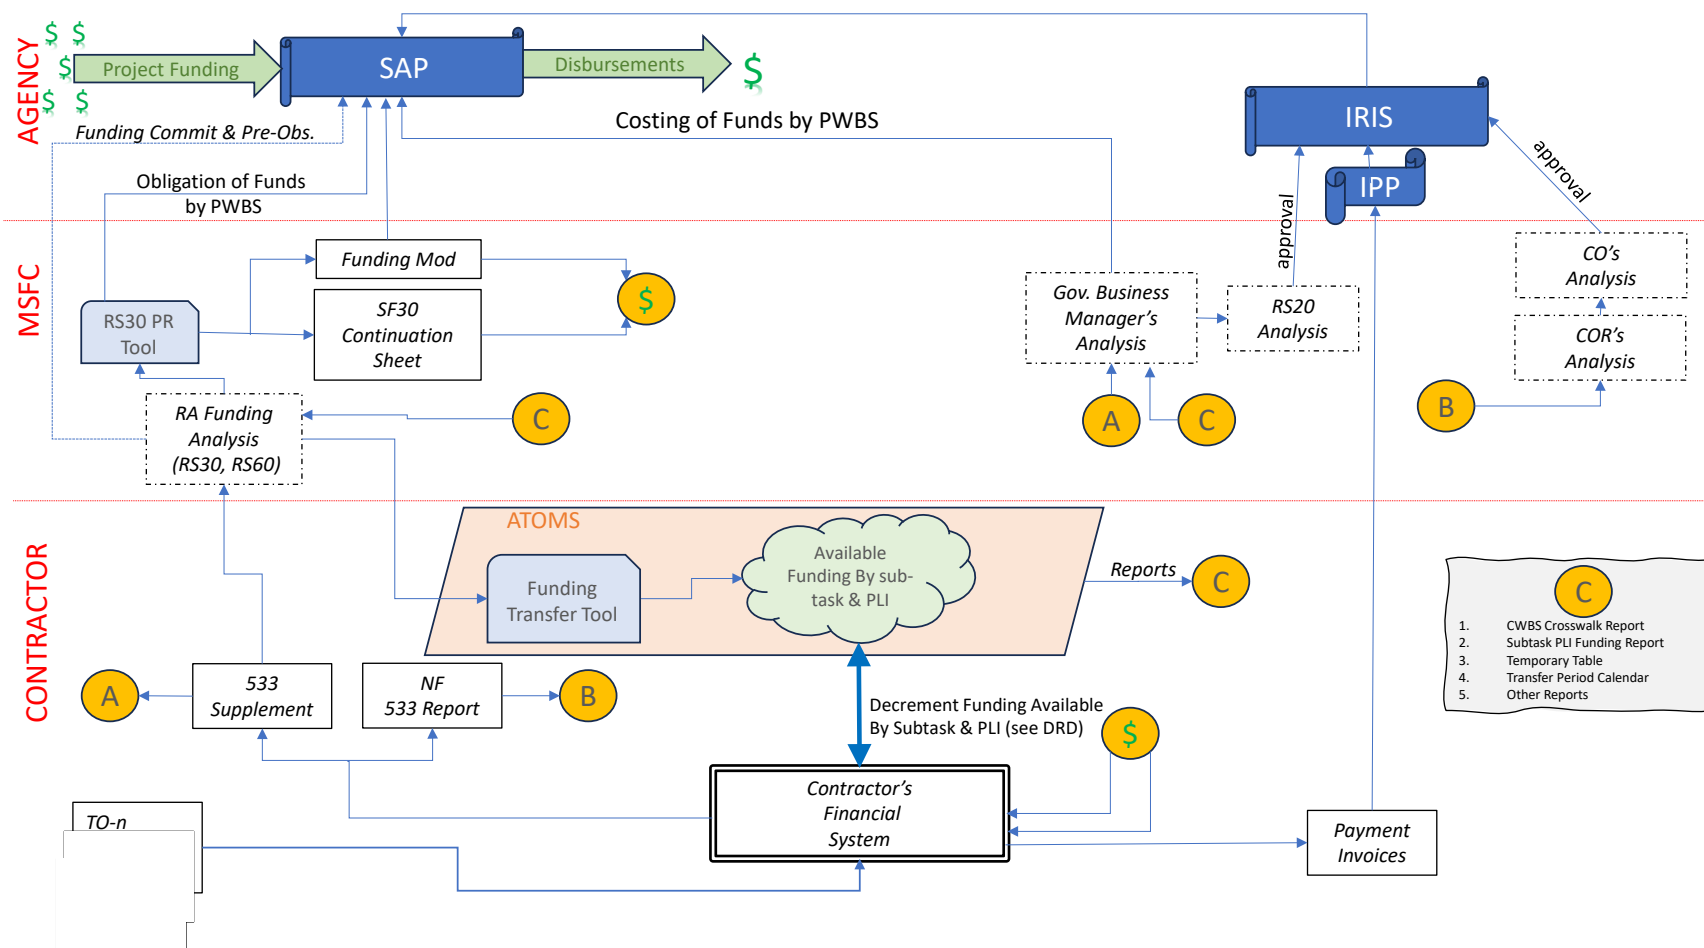 AGENCY
$ $
$
$ $
Project Funding
SAP
Disbursements
$
Funding Commit & Pre-Obs.
Costing of Funds by PWBS
Obligation of Funds
by PWBS
IRIS
IPP
approval
approval
MSFC
Funding Mod
SF30
Continuation
Sheet
$
RS30 PR
Tool
RA Funding
Analysis
(RS30, RS60)
C
Gov. Business
Manager's
Analysis
RS20
Analysis
A
C
CO's
Analysis
COR's
Analysis
B
CONTRACTOR
ATOMS
Funding
Transfer Tool
Available
Funding By sub-
task & PLI
Reports
C
A
533
Supplement
NF
533 Report
B
Decrement Funding Available
By Subtask & PLI (see DRD)
$
Contractor's
Financial
System
TO-n
Payment
Invoices
C
1. CWBS Crosswalk Report
2. Subtask PLI Funding Report
3. Temporary Table
4. Transfer Period Calendar
5. Other Reports